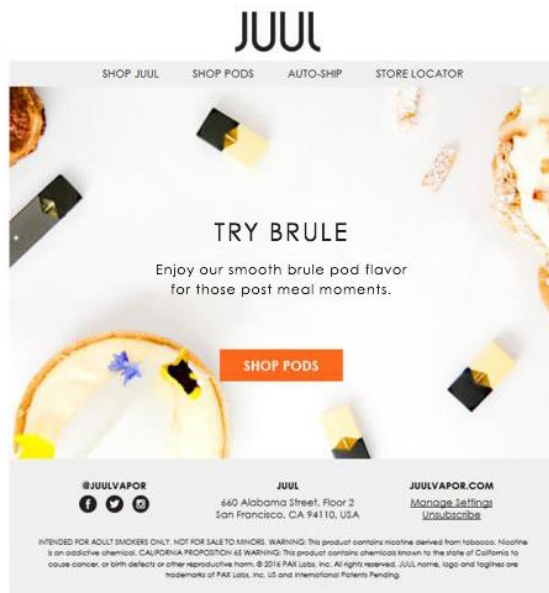 JUUL
SHOP JUUL SHOP PODS AUTO-SHIP STORE LOCATOR
TRY BRULE
Enjoy our smooth brule pod flavor
for those post meal moments.
SHOP PODS
@JUULVAPOR
JUUL
660 Alabama Street, Floor 2
San Francisco, CA 94110, USA
JUULVAPOR.COM
Manage Settings
Unsubscribe
INTENDED FOR ADULT SMOKERS ONLY. NOT FOR SALE TO MINORS. WARNING: This product contains nicotine derived from tobacco. Nicotine
is an addictive chemical. CALIFORNIA PROPOSITION 65 WARNING: This product contains chemicals known to the state of California to
cause cancer, or birth defects or other reproductive harm. © 2016 PAX Labs, Inc. All rights reserved. JUUL name, logo and taglines are
trademarks of PAX Labs, Inc. US and International Patents Pending.